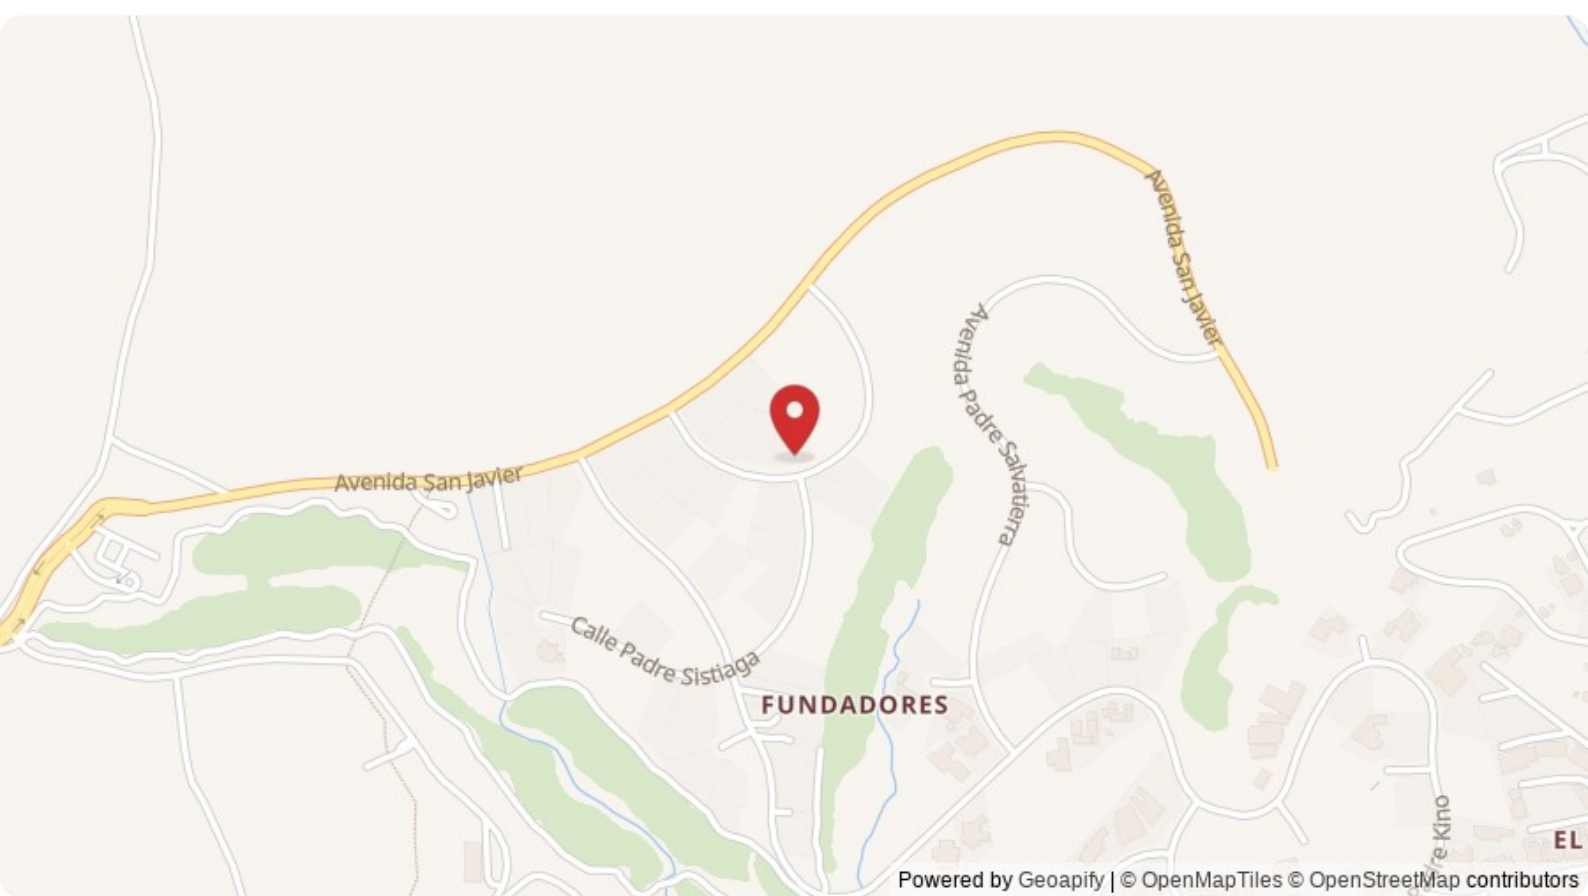 Avenida San Javier
Avenida Padre Salvatierra
Avenida San Javier
Calle Padre Sistiaga
FUNDADORES
Kino
EL
Powered by Geoapify | © OpenMapTiles © OpenStreetMap contributors